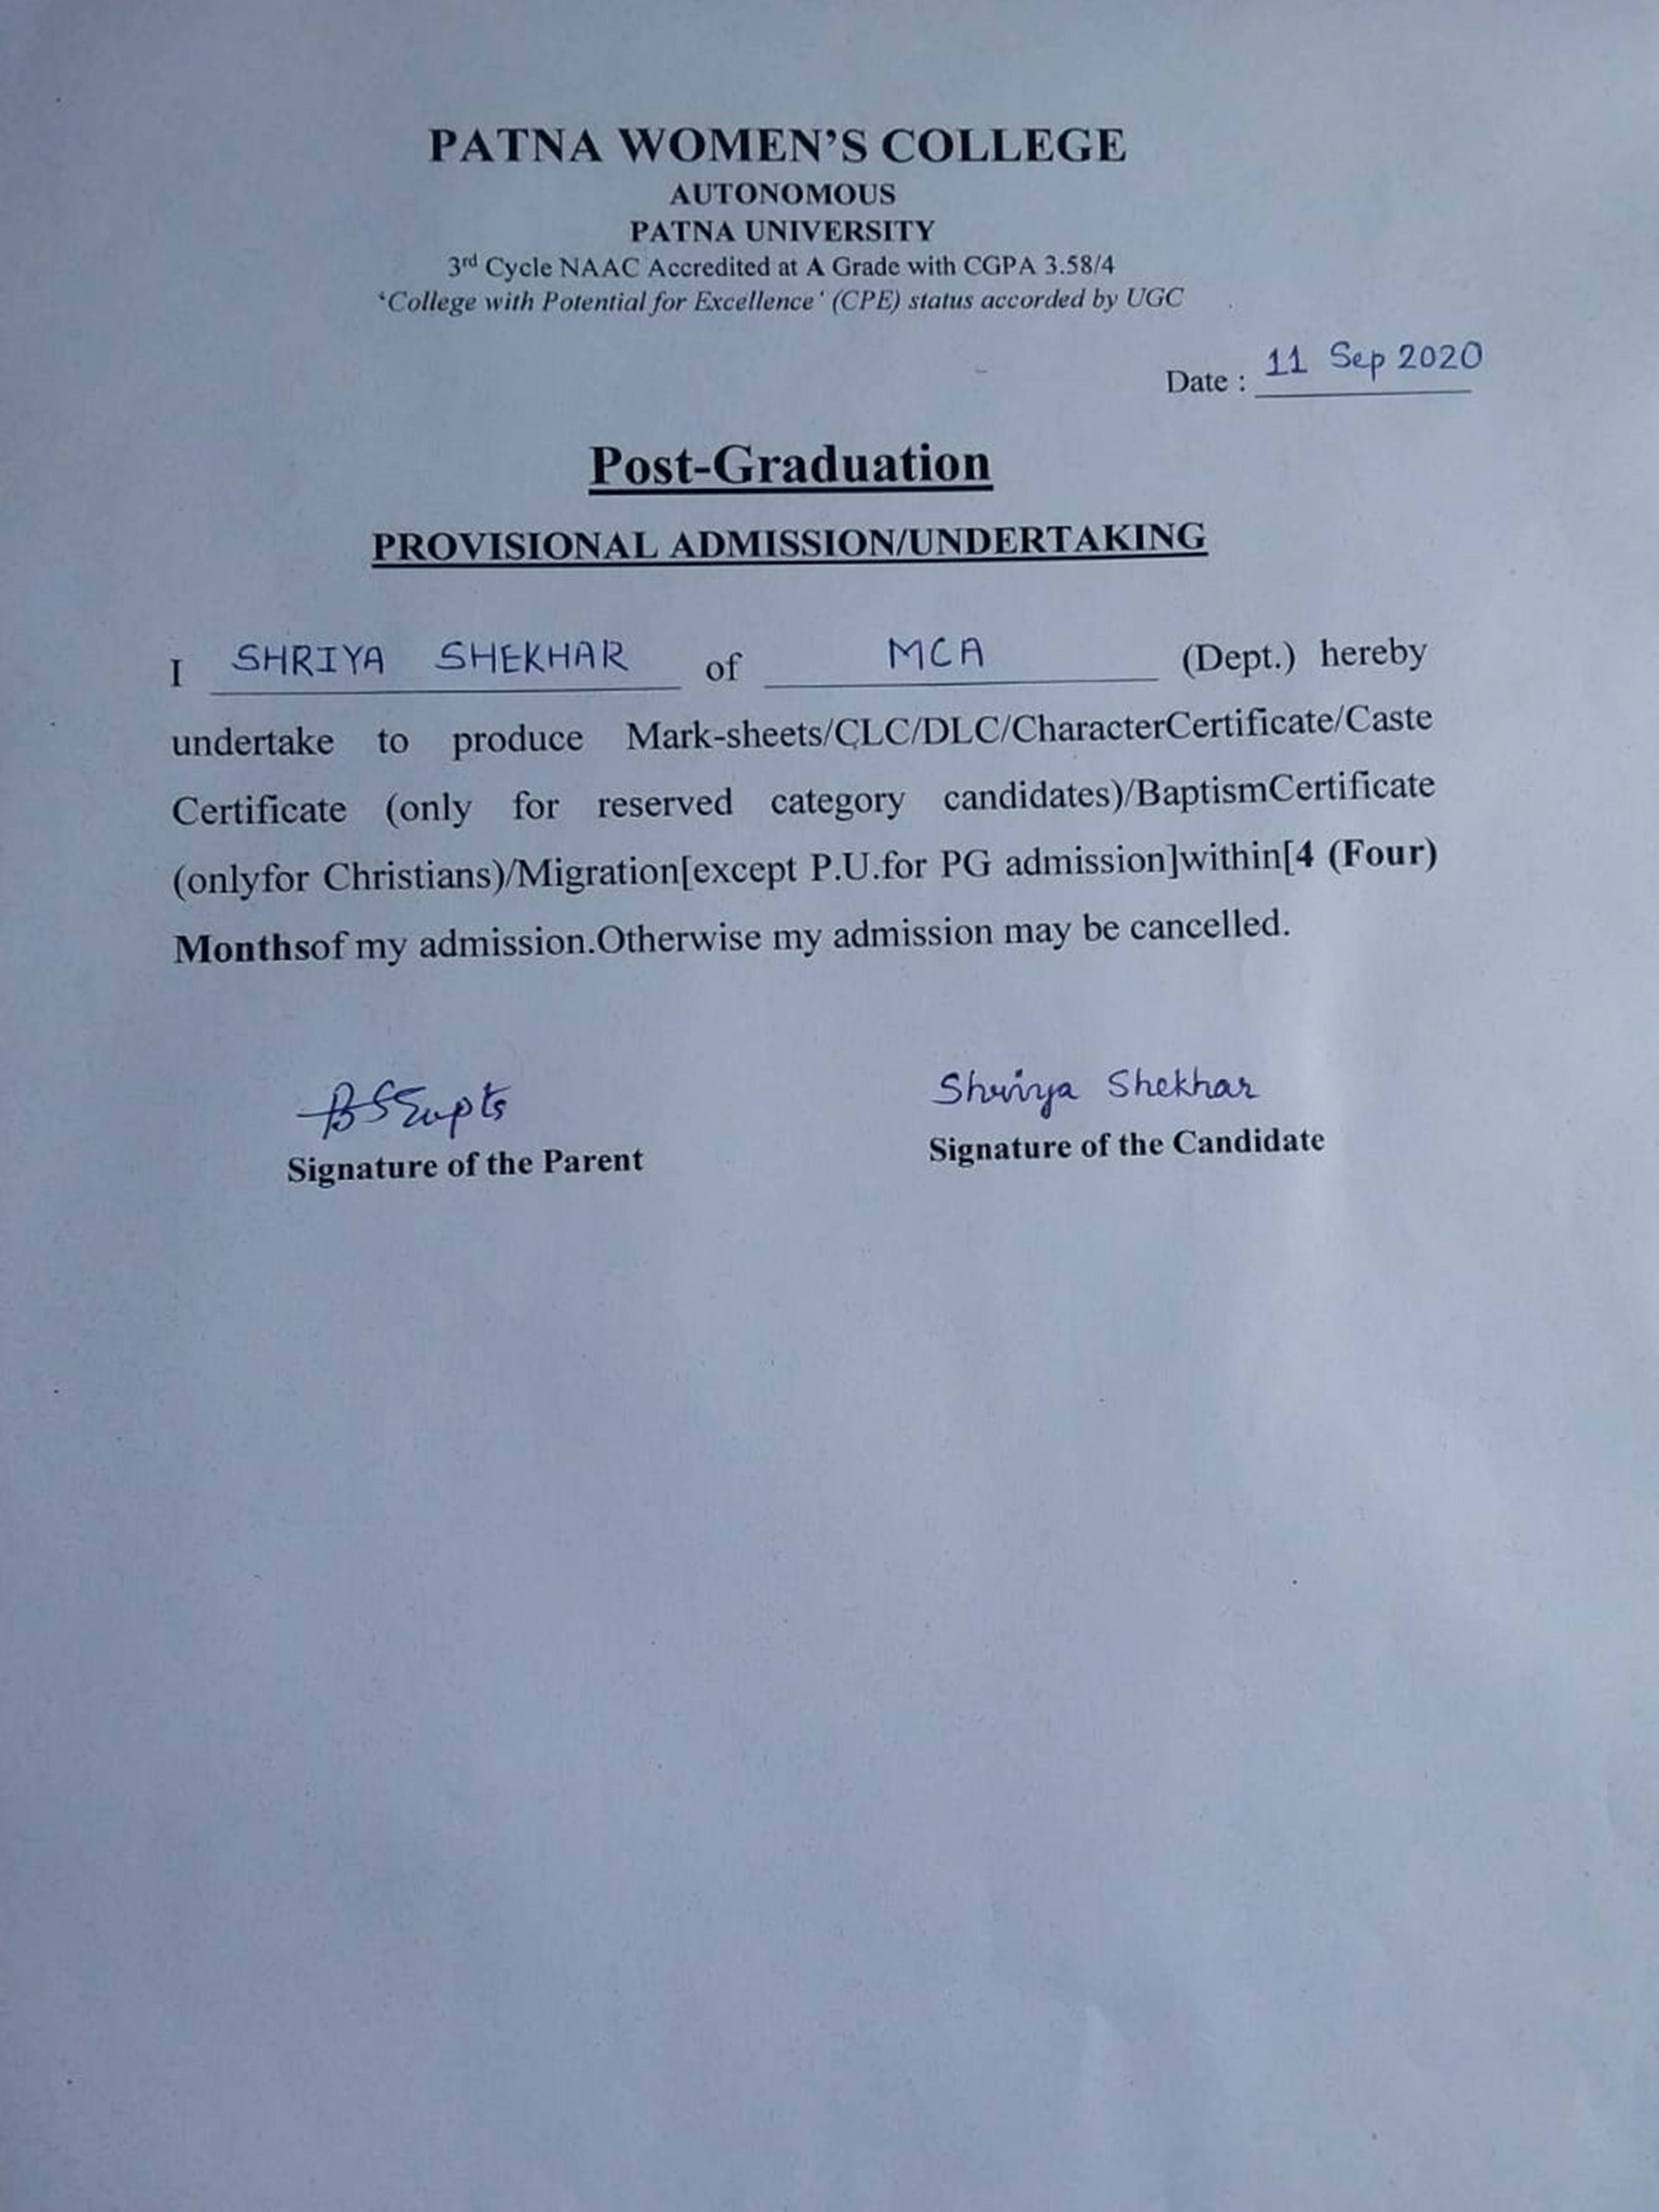 PATNA WOMEN'S COLLEGE
AUTONOMOUS
PATNA UNIVERSITY
3rd Cycle NAAC Accredited at A Grade with CGPA 3.58/4
‘College with Potential for Excellence‘ (CPE) status accorded by UGC
Date : 11 Sep 2020
Post-Graduation
PROVISIONAL ADMISSION/UNDERTAKING
I SHRIYA SHEKHAR of MCA (Dept.) hereby
undertake to produce Mark-sheets/CLC/DLC/CharacterCertificate/Caste
Certificate (only for reserved category candidates)/BaptismCertificate
(onlyfor Christians)/Migration[except P.U.for PG admission]within[4 (Four)
Monthsof my admission.Otherwise my admission may be cancelled.
BSGupta Shriya Shekhar
Signature of the Parent Signature of the Candidate